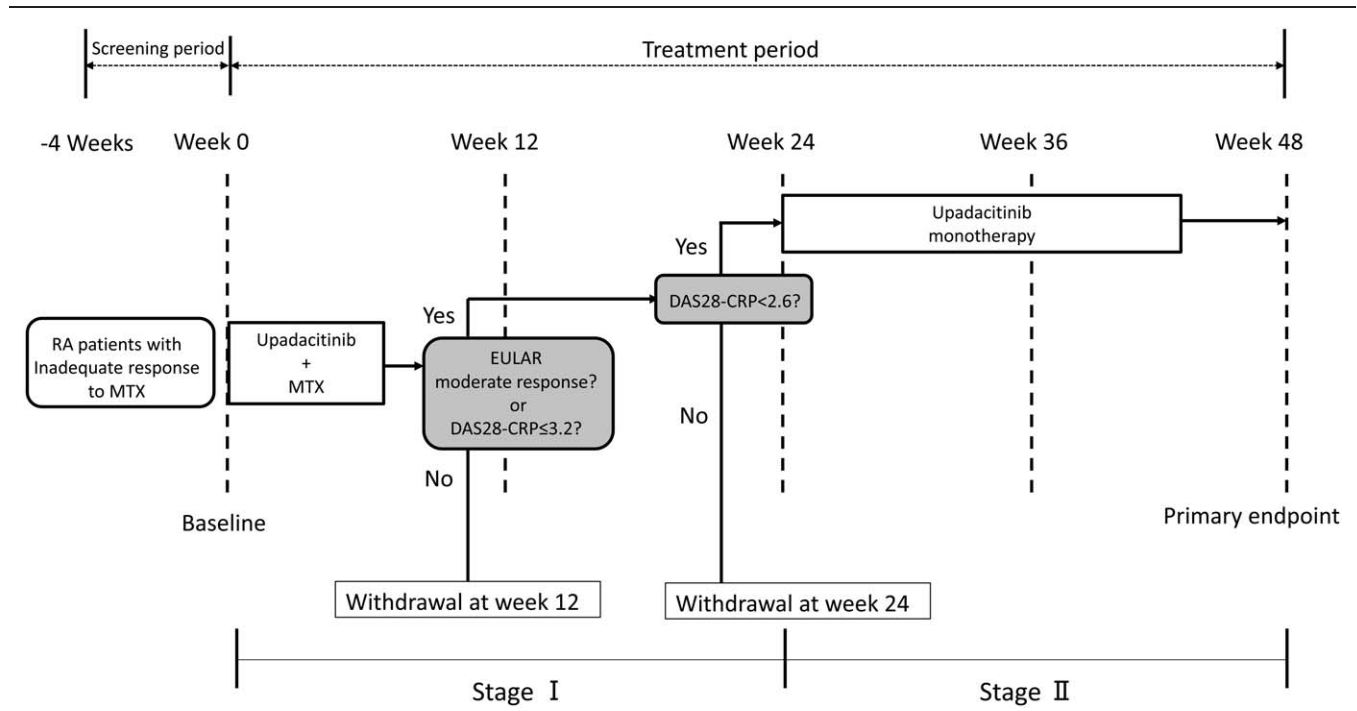 Screening period
Treatment period
-4 Weeks
Week 0
Week 12
Week 24
Week 36
Week 48
Upadacitinib
monotherapy
Yes
DAS28-CRP<2.6?
Yes
RA patients with
Inadequate response
to MTX
Upadacitinib
+
MTX
EULAR
moderate response?
or
DAS28-CRP≤3.2?
No
No
Baseline
Primary endpoint
Withdrawal at week 12
Withdrawal at week 24
Stage Ⅰ
Stage Ⅱ